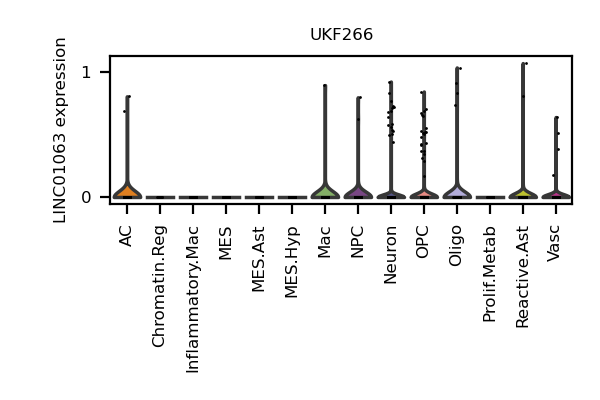 UKF266
LINC01063 expression
1
0
AC
Chromatin.Reg
Inflammatory.Mac
MES
MES.Ast
MES.Hyp
Mac
NPC
Neuron
OPC
Oligo
Prolif.Metab
Reactive.Ast
Vasc